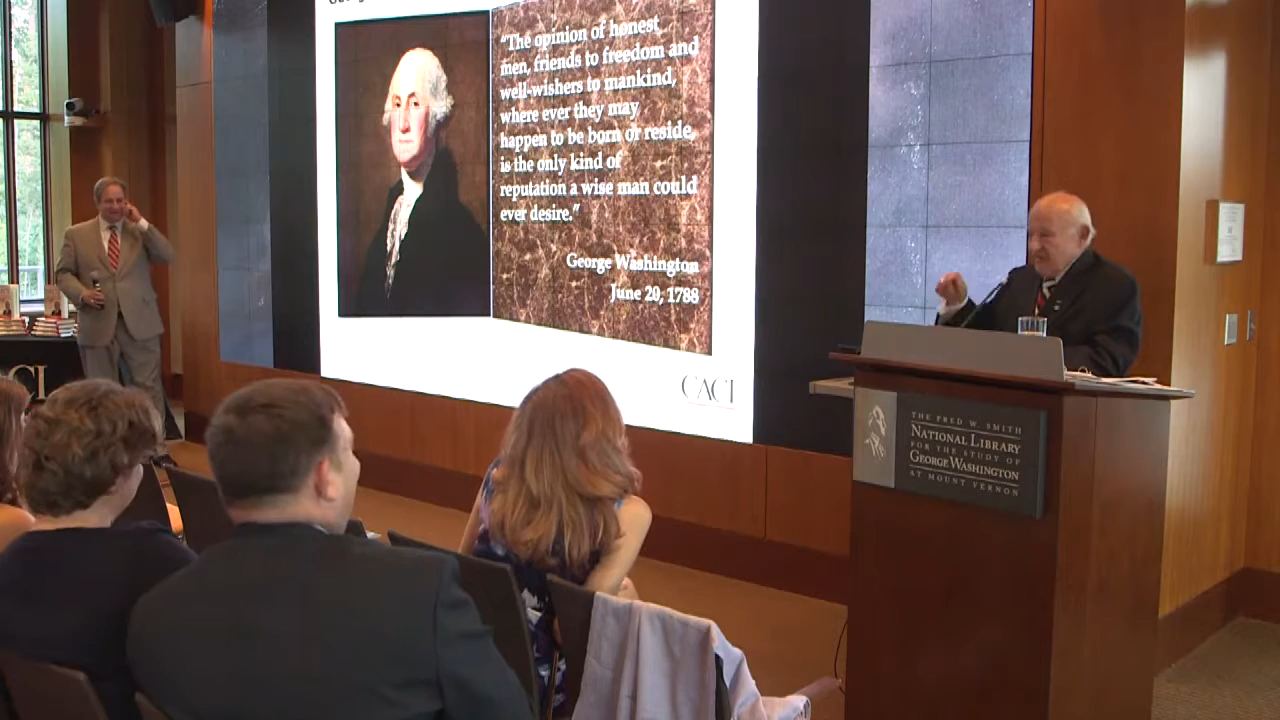 “The opinion of honest
men, friends to freedom and
well-wishers to mankind,
where ever they may
happen to be born or reside,
is the only kind of
reputation a wise man could
ever desire.”
George Washington
June 20, 1788
CACI
CI
THE FRED W. SMITH
NATIONAL LIBRARY
FOR THE STUDY OF
GEORGE WASHINGTON
AT MOUNT VERNON